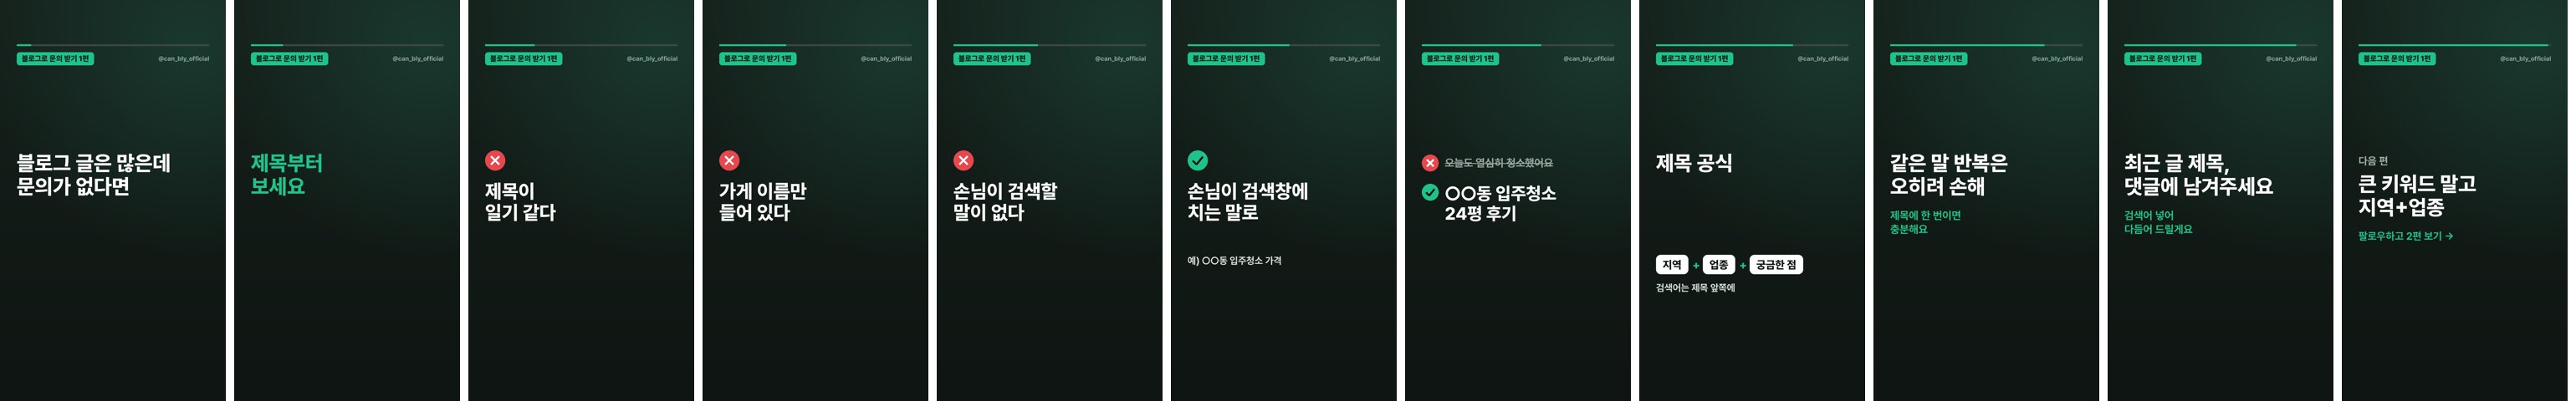 블로그로 문의 받기 1편
@can_bly_official
블로그 글은 많은데
문의가 없다면
블로그로 문의 받기 1편
@can_bly_official
제목부터
보세요
블로그로 문의 받기 1편
@can_bly_official
제목이
일기 같다
블로그로 문의 받기 1편
@can_bly_official
가게 이름만
들어 있다
블로그로 문의 받기 1편
@can_bly_official
손님이 검색할
말이 없다
블로그로 문의 받기 1편
@can_bly_official
손님이 검색창에
치는 말로
예) 〇〇동 입주청소 가격
블로그로 문의 받기 1편
@can_bly_official
오늘도 열심히 청소했어요
〇〇동 입주청소
24평 후기
블로그로 문의 받기 1편
@can_bly_official
제목 공식
지역 + 업종 + 궁금한 점
검색어는 제목 앞쪽에
블로그로 문의 받기 1편
@can_bly_official
같은 말 반복은
오히려 손해
제목에 한 번이면
충분해요
블로그로 문의 받기 1편
@can_bly_official
최근 글 제목,
댓글에 남겨주세요
검색어 넣어
다듬어 드릴게요
블로그로 문의 받기 1편
@can_bly_official
다음 편
큰 키워드 말고
지역+업종
팔로우하고 2편 보기 →